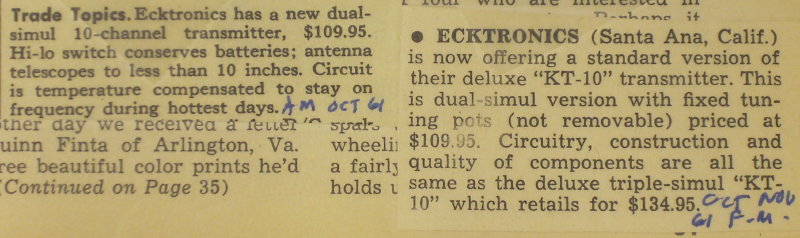 Trade Topics. Ecktronics has a new dual-
simul 10-channel transmitter, $109.95.
Hi-lo switch conserves batteries; antenna
telescopes to less than 10 inches. Circuit
is temperature compensated to stay on
frequency during hottest days. AM OCT 61
other day we received a letter
uinn Finta of Arlington, Va.
ree beautiful color prints he'd
(Continued on Page 35)
wheelin
a fairly
holds u
● ECKTRONICS (Santa Ana, Calif.)
is now offering a standard version of
their deluxe “KT-10” transmitter. This
is dual-simul version with fixed tun-
ing pots (not removable) priced at
$109.95. Circuitry, construction and
quality of components are all the
same as the deluxe triple-simul “KT-
10” which retails for $134.95. OCT NOV
61 F-M-